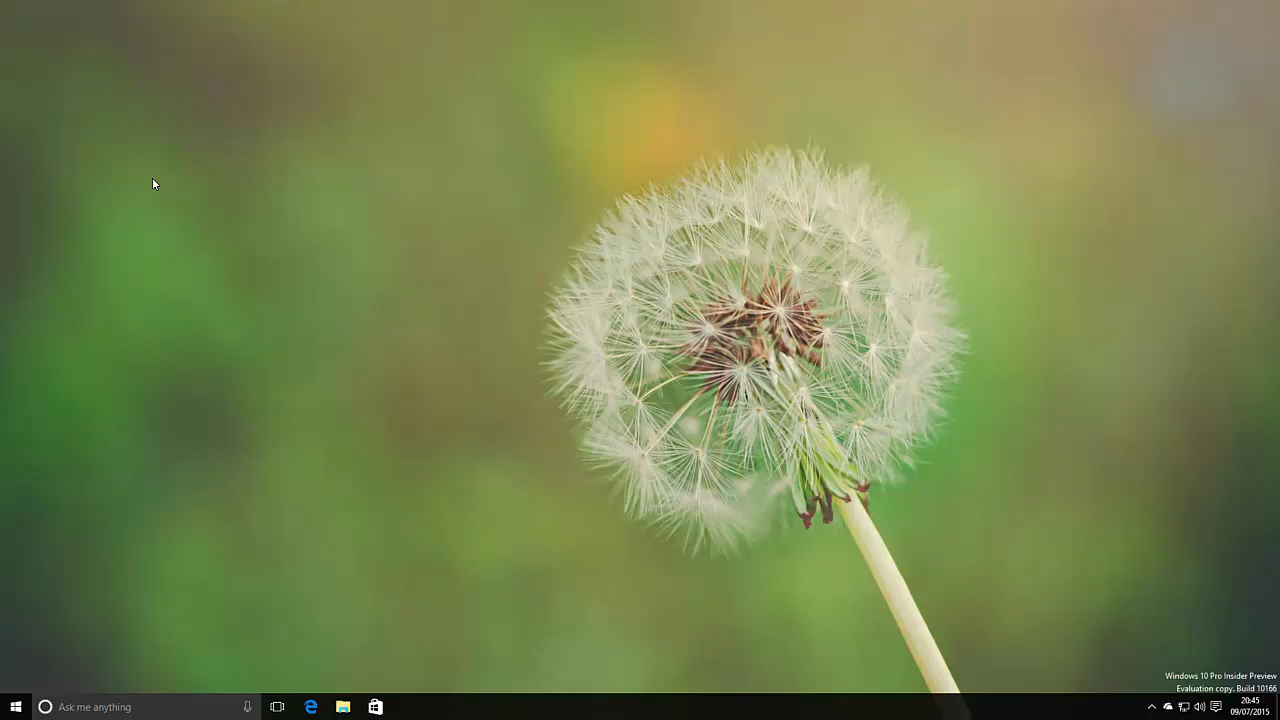 Windows 10 Pro Insider Preview
Evaluation copy. Build 10166
Ask me anything
20:45
09/07/2015